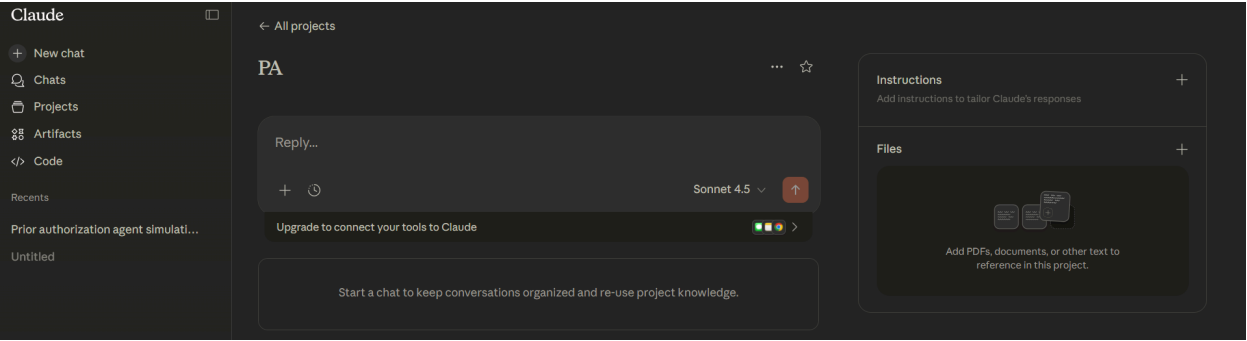 Claude
New chat
Chats
Projects
Artifacts
Code
Recents
Prior authorization agent simulati...
Untitled
All projects
PA
Reply...
Sonnet 4.5
Upgrade to connect your tools to Claude
Start a chat to keep conversations organized and re-use project knowledge.
Instructions
Add instructions to tailor Claude's responses
Files
Add PDFs, documents, or other text to
reference in this project.